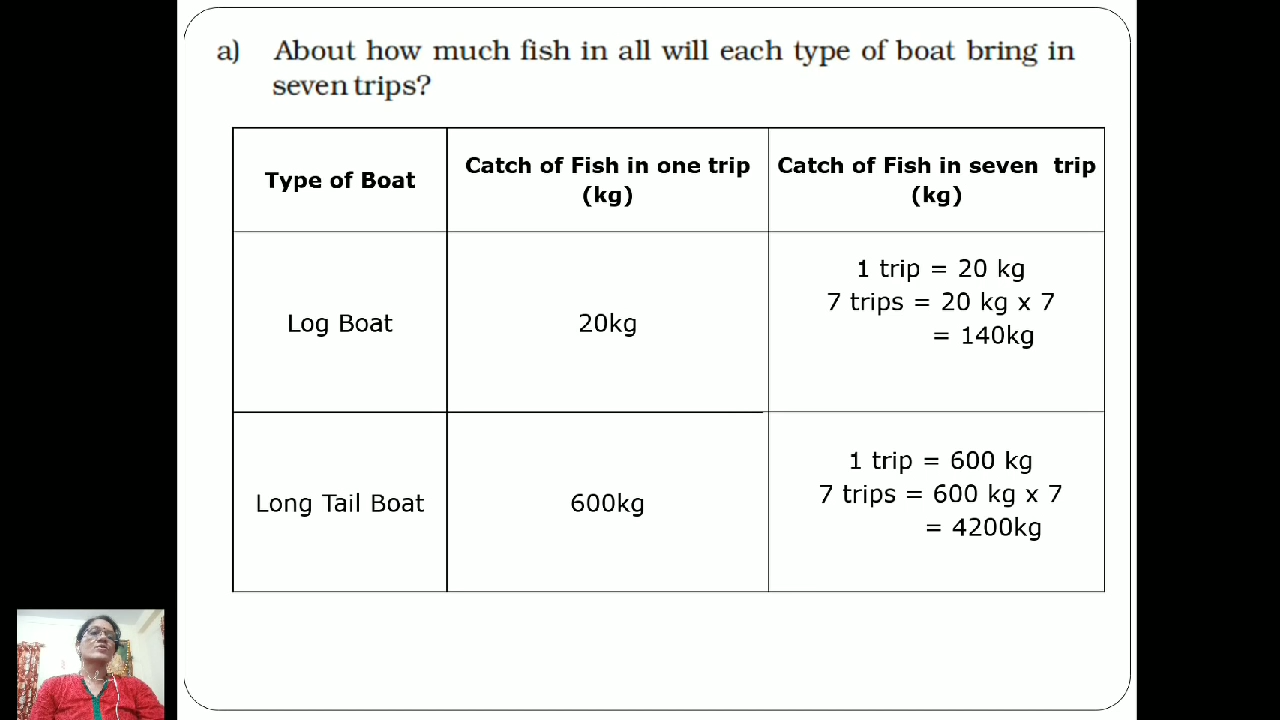 a) About how much fish in all will each type of boat bring in
seven trips?
Type of Boat
Catch of Fish in one trip
(kg)
Catch of Fish in seven trip
(kg)
Log Boat
20kg
1 trip = 20 kg
7 trips = 20 kg x 7
= 140kg
Long Tail Boat
600kg
1 trip = 600 kg
7 trips = 600 kg x 7
= 4200kg